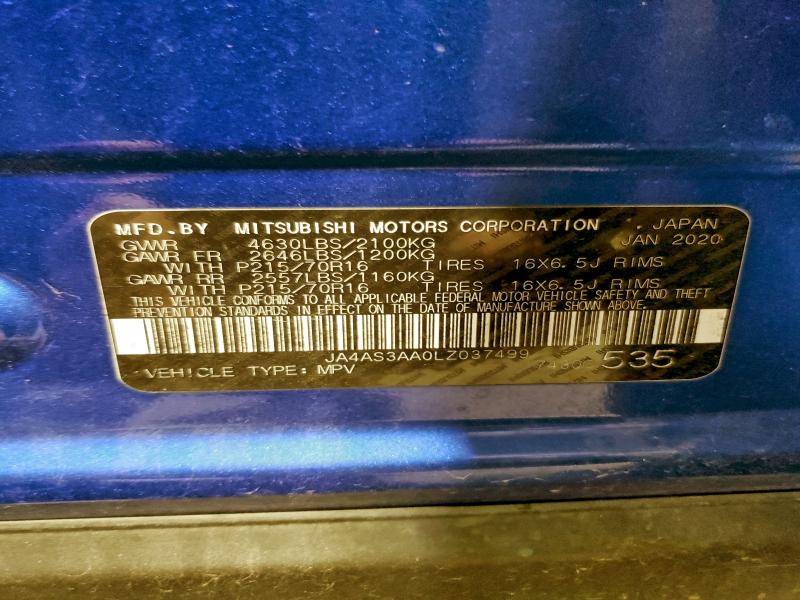 MFD.BY MITSUBISHI MOTORS CORPORATION . JAPAN
GVWR 4630LBS/2100KG JAN 2020
GAWR FR 2646LBS/1200KG
WITH P215/70R16 TIRES 16X6.5J RIMS
GAWR RR 2557LBS/1160KG
WITH P215/70R16 TIRES 16X6.5J RIMS
THIS VEHICLE CONFORMS TO ALL APPLICABLE FEDERAL MOTOR VEHICLE SAFETY AND THEFT
PREVENTION STANDARDS IN EFFECT ON THE DATE OF MANUFACTURE SHOWN ABOVE.
JA4AS3AA0LZ037499
VEHICLE TYPE: MPV 535